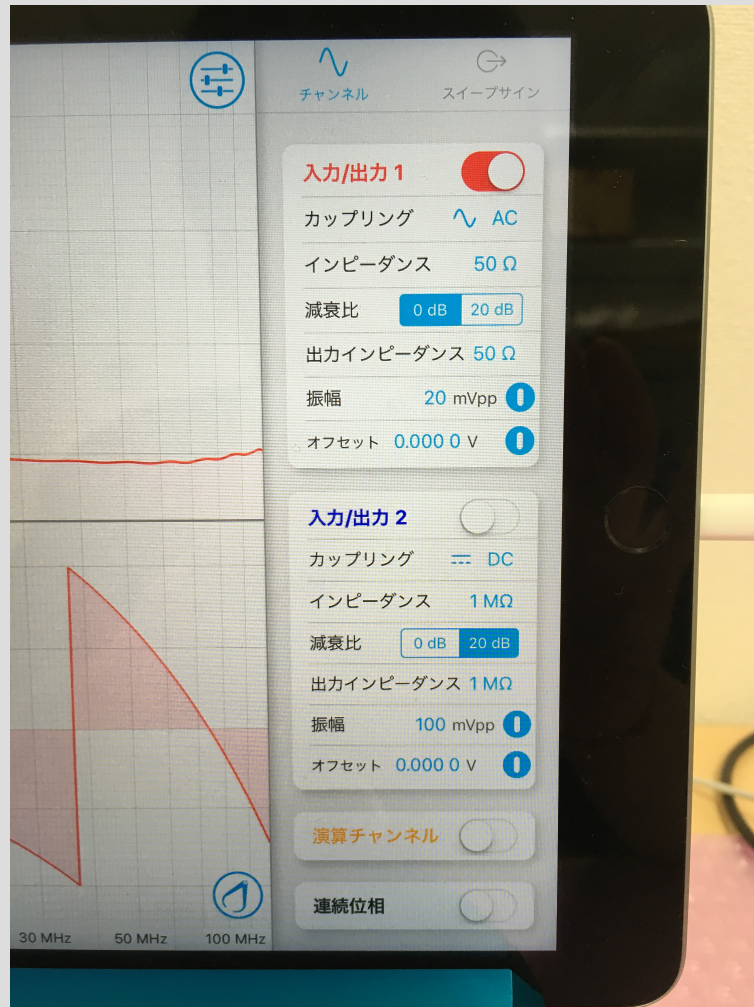 チャンネル
スイープサイン
入力/出力 1
カップリング AC
インピーダンス 50 Ω
減衰比 0 dB 20 dB
出力インピーダンス 50 Ω
振幅 20 mVpp
オフセット 0.000 0 V
入力/出力 2
カップリング DC
インピーダンス 1 MΩ
減衰比 0 dB 20 dB
出力インピーダンス 1 MΩ
振幅 100 mVpp
オフセット 0.000 0 V
演算チャンネル
連続位相
30 MHz 50 MHz 100 MHz